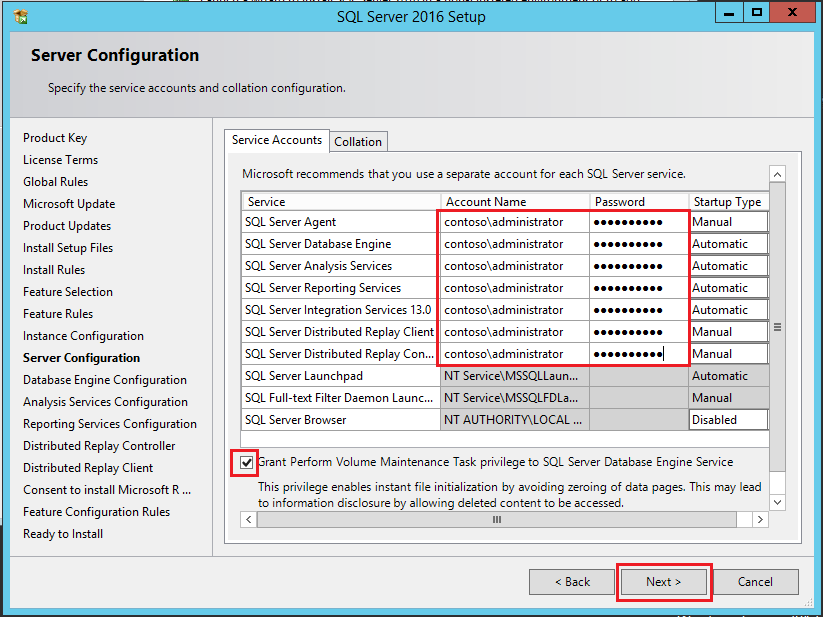 SQL Server 2016 Setup
Server Configuration
Specify the service accounts and collation configuration.
Product Key
License Terms
Global Rules
Microsoft Update
Product Updates
Install Setup Files
Install Rules
Feature Selection
Feature Rules
Instance Configuration
Server Configuration
Database Engine Configuration
Analysis Services Configuration
Reporting Services Configuration
Distributed Replay Controller
Distributed Replay Client
Consent to install Microsoft R ...
Feature Configuration Rules
Ready to Install
Service Accounts Collation
Microsoft recommends that you use a separate account for each SQL Server service.
Service Account Name Password Startup Type
SQL Server Agent contoso\administrator ●●●●●●●●●● Manual
SQL Server Database Engine contoso\administrator ●●●●●●●●●● Automatic
SQL Server Analysis Services contoso\administrator ●●●●●●●●●● Automatic
SQL Server Reporting Services contoso\administrator ●●●●●●●●●● Automatic
SQL Server Integration Services 13.0 contoso\administrator ●●●●●●●●●● Automatic
SQL Server Distributed Replay Client contoso\administrator ●●●●●●●●●● Manual
SQL Server Distributed Replay Con... contoso\administrator ●●●●●●●●●● Manual
SQL Server Launchpad NT Service\MSSQLLaun... Automatic
SQL Full-text Filter Daemon Launc... NT Service\MSSQLFDLa... Manual
SQL Server Browser NT AUTHORITY\LOCAL ... Disabled
Grant Perform Volume Maintenance Task privilege to SQL Server Database Engine Service
This privilege enables instant file initialization by avoiding zeroing of data pages. This may lead
to information disclosure by allowing deleted content to be accessed.
< Back Next > Cancel